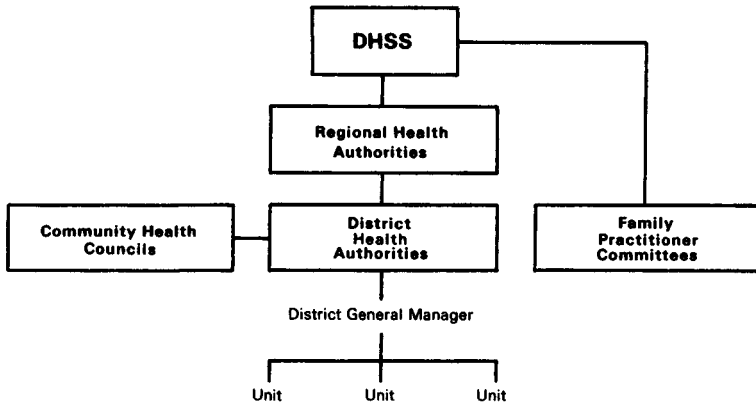 DHSS
Regional Health
Authorities
Community Health
Councils
District
Health
Authorities
Family
Practitioner
Committees
District General Manager
Unit
Unit
Unit